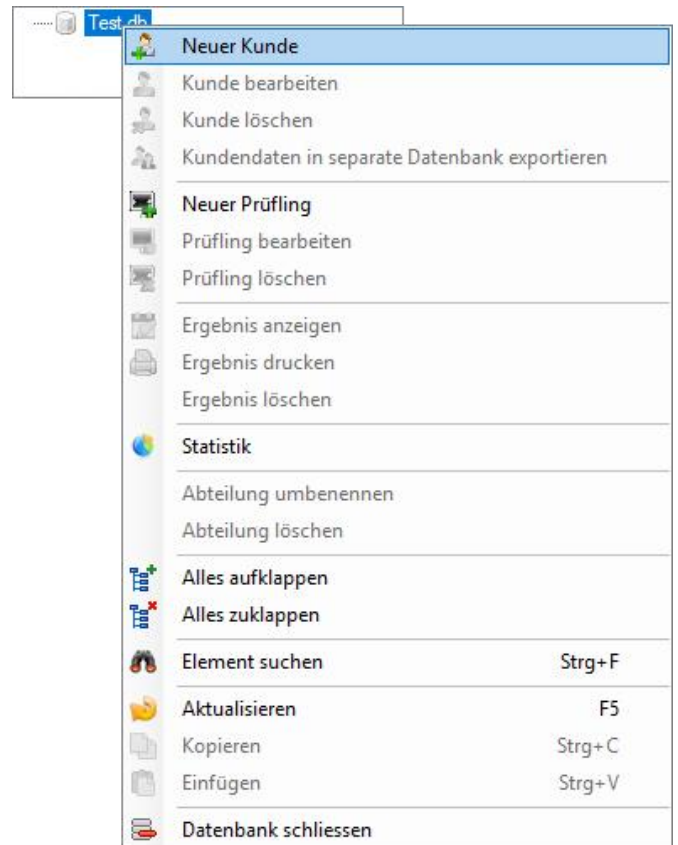 Test.db
Neuer Kunde
Kunde bearbeiten
Kunde löschen
Kundendaten in separate Datenbank exportieren
Neuer Prüfling
Prüfling bearbeiten
Prüfling löschen
Ergebnis anzeigen
Ergebnis drucken
Ergebnis löschen
Statistik
Abteilung umbenennen
Abteilung löschen
Alles aufklappen
Alles zuklappen
Element suchen Strg+F
Aktualisieren F5
Kopieren Strg+C
Einfügen Strg+V
Datenbank schliessen